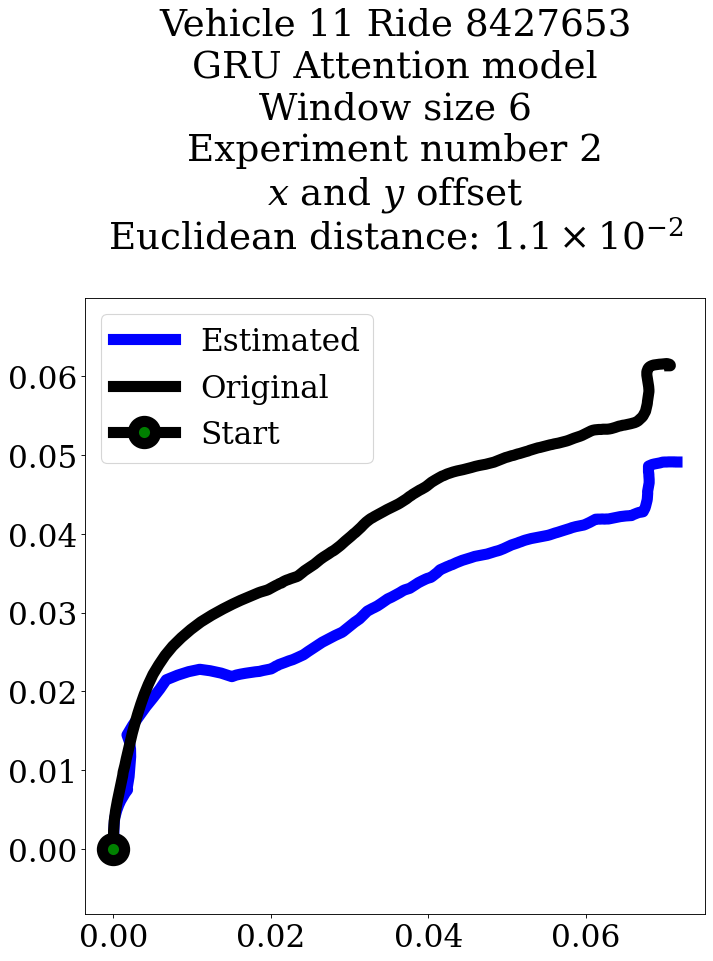 Vehicle 11 Ride 8427653
GRU Attention model
Window size 6
Experiment number 2
x and y offset
Euclidean distance: 1.1 × 10⁻²
Estimated
Original
Start
0.06
0.05
0.04
0.03
0.02
0.01
0.00
0.00 0.02 0.04 0.06